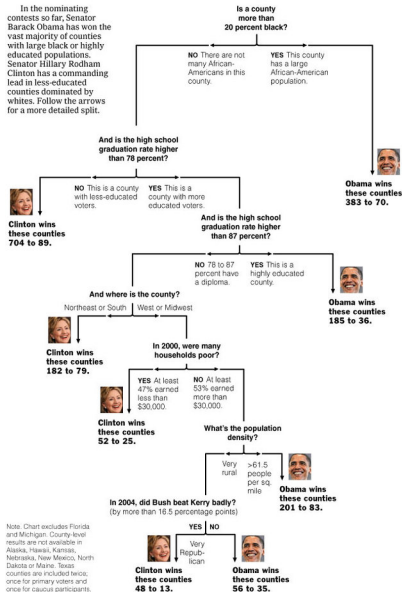 In the nominating
contests so far, Senator
Barack Obama has won the
vast majority of counties
with large black or highly
educated populations.
Senator Hillary Rodham
Clinton has a commanding
lead in less-educated
counties dominated by
whites. Follow the arrows
for a more detailed split.
Is a county
more than
20 percent black?
NO There are not
many African-
Americans in this
county.
YES This county
has a large
African-American
population.
And is the high school
graduation rate higher
than 78 percent?
Obama wins
these counties
383 to 70.
NO This is a county
with less-educated
voters.
YES This is a
county with more
educated voters.
Clinton wins
these counties
704 to 89.
And is the high school
graduation rate higher
than 87 percent?
NO 78 to 87
percent have
a diploma.
YES This is a
highly educated
county.
Obama wins
these counties
185 to 36.
And where is the county?
Northeast or South
West or Midwest
Clinton wins
these counties
182 to 79.
In 2000, were many
households poor?
YES At least
47% earned
less than
$30,000.
NO At least
53% earned
more than
$30,000.
Clinton wins
these counties
52 to 25.
What's the population
density?
Very
rural
>61.5
people
per sq.
mile
Obama wins
these counties
201 to 83.
In 2004, did Bush beat Kerry badly?
(by more than 16.5 percentage points)
YES
NO
Very
Repub-
lican
Clinton wins
these counties
48 to 13.
Obama wins
these counties
56 to 35.
Note. Chart excludes Florida
and Michigan. County-level
results are not available in
Alaska, Hawaii, Kansas,
Nebraska, New Mexico, North
Dakota or Maine. Texas
counties are included twice;
once for primary voters and
once for caucus participants.